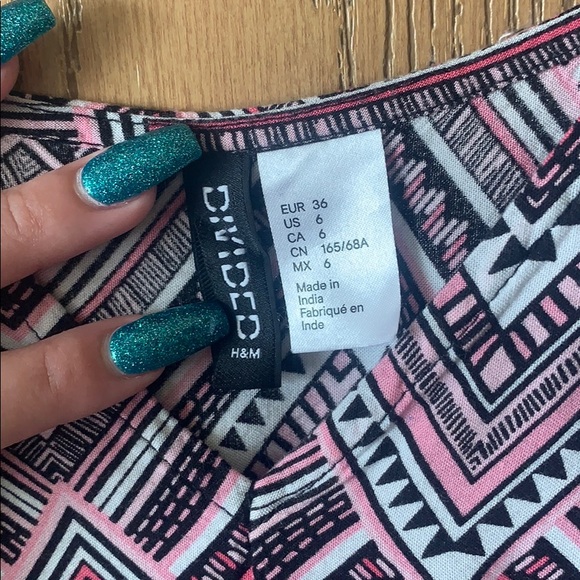 DIVIDED
H&M
EUR 36
US 6
CA 6
CN 165/68A
MX 6
Made in
India
Fabriqué en
Inde